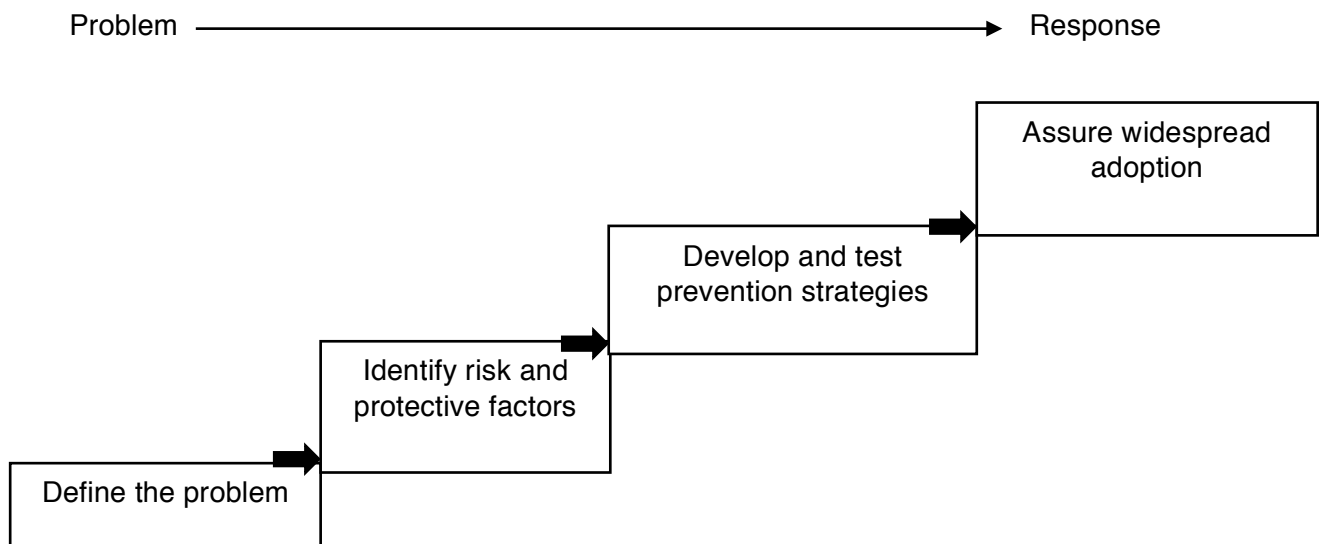 Problem
Response
Assure widespread
adoption
Develop and test
prevention strategies
Identify risk and
protective factors
Define the problem